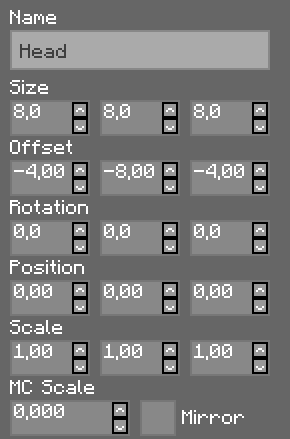 Name
Head
Size
8,0 8,0 8,0
Offset
-4,00 -8,00 -4,00
Rotation
0,0 0,0 0,0
Position
0,00 0,00 0,00
Scale
1,00 1,00 1,00
MC Scale
0,000 Mirror